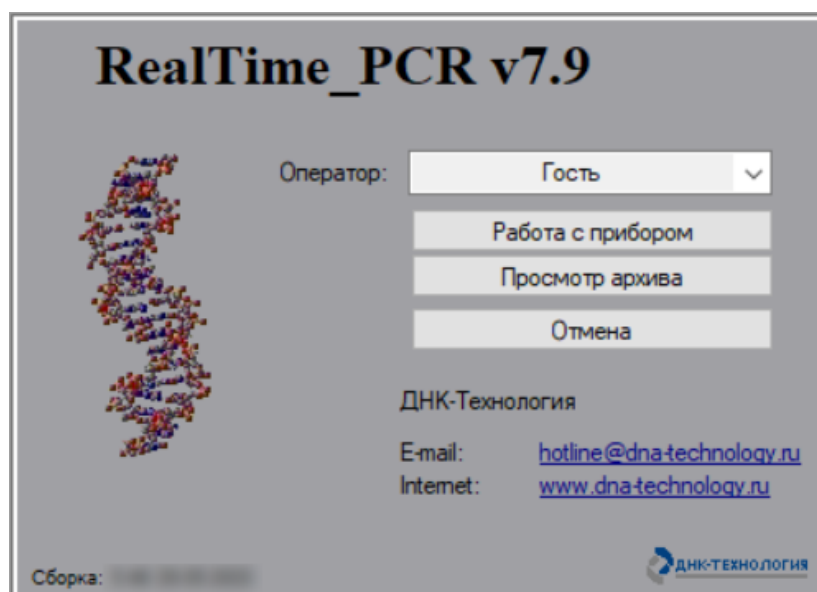 RealTime_PCR v7.9
Оператор: Гость
Работа с прибором
Просмотр архива
Отмена
ДНК-Технология
E-mail: hotline@dna-technology.ru
Internet: www.dna-technology.ru
Сборка:
ДНК-ТЕХНОЛОГИЯ